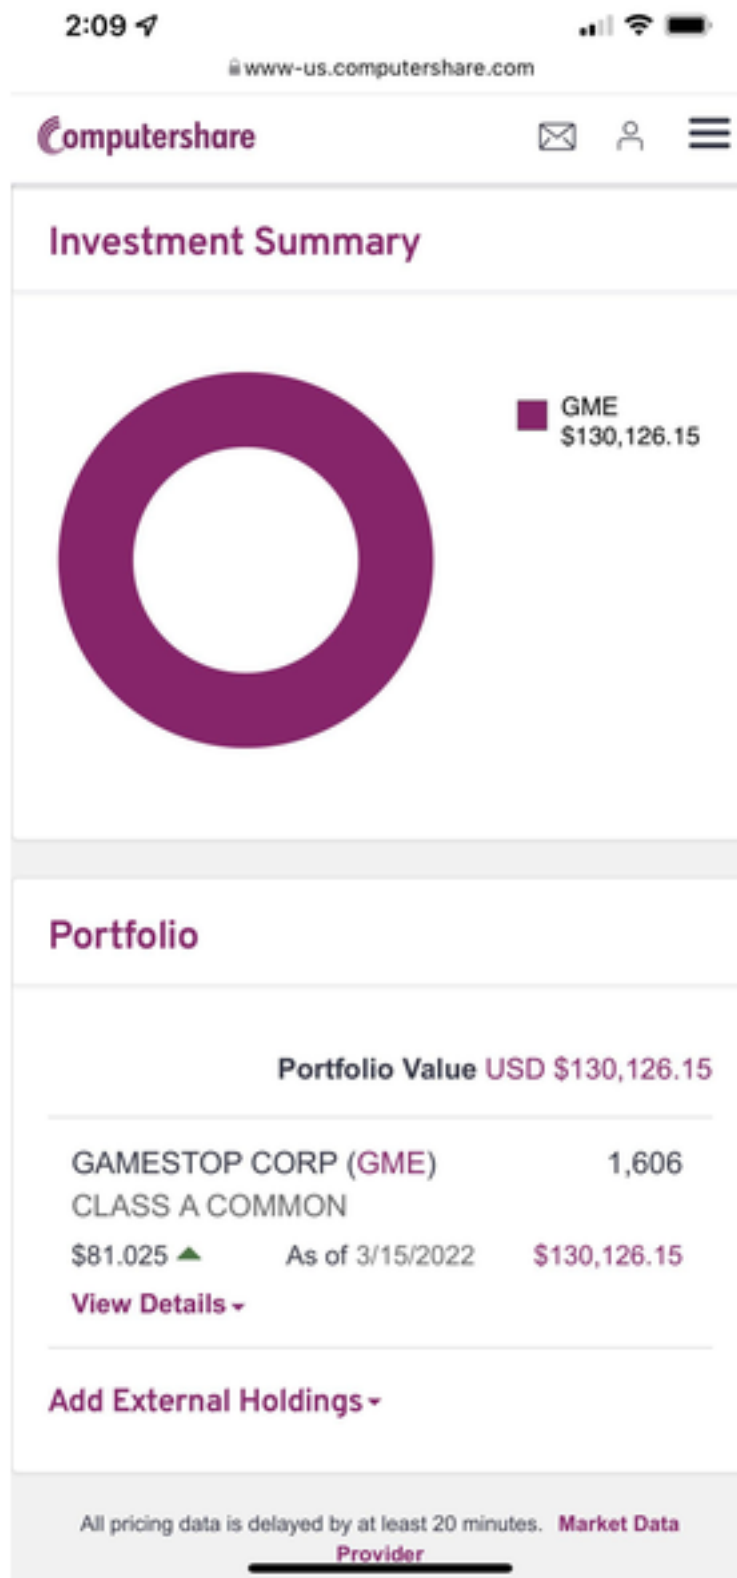 2:09
www-us.computershare.com
Computershare
Investment Summary
GME
$130,126.15
Portfolio
Portfolio Value USD $130,126.15
GAMESTOP CORP (GME) 1,606
CLASS A COMMON
$81.025 As of 3/15/2022 $130,126.15
View Details
Add External Holdings
All pricing data is delayed by at least 20 minutes. Market Data
Provider